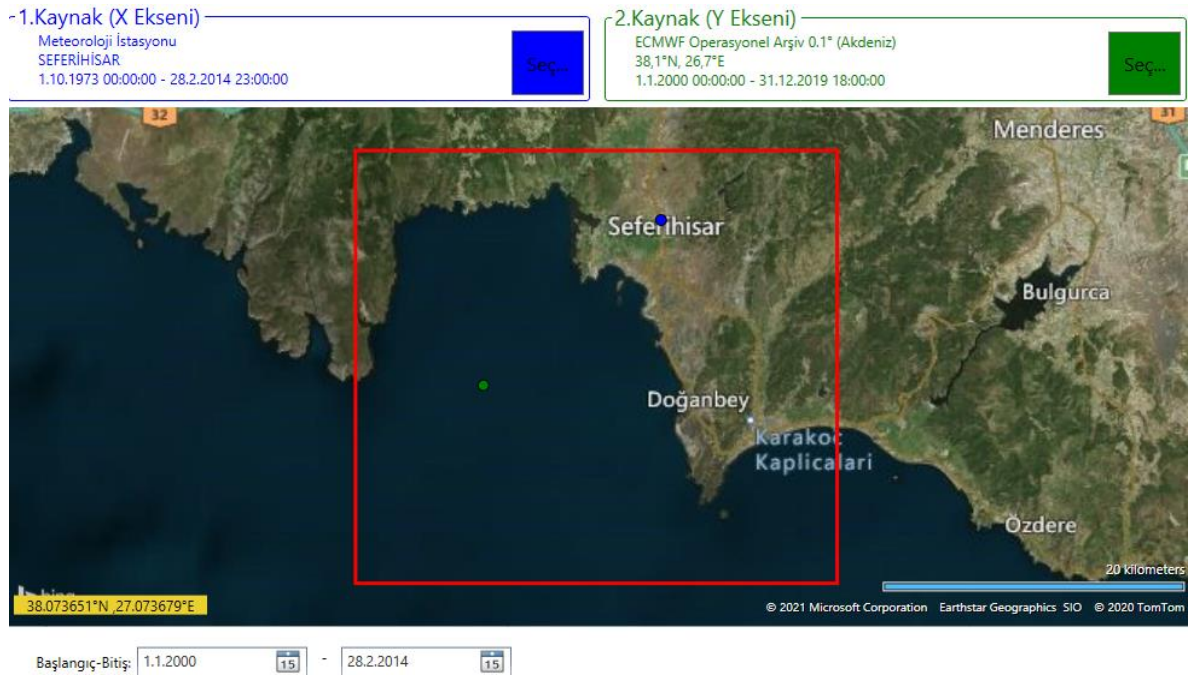 1.Kaynak (X Ekseni)
Meteoroloji İstasyonu
SEFERİHİSAR
1.10.1973 00:00:00 - 28.2.2014 23:00:00
Seç...
2.Kaynak (Y Ekseni)
ECMWF Operasyonel Arşiv 0.1° (Akdeniz)
38,1°N, 26,7°E
1.1.2000 00:00:00 - 31.12.2019 18:00:00
Seç...
32
31
Menderes
Seferihisar
Bulgurca
Doğanbey
Karakoc
Kaplicalari
Özdere
20 kilometers
38.073651°N ,27.073679°E
© 2021 Microsoft Corporation Earthstar Geographics SIO © 2020 TomTom
Başlangıç-Bitiş: 1.1.2000 15 - 28.2.2014 15